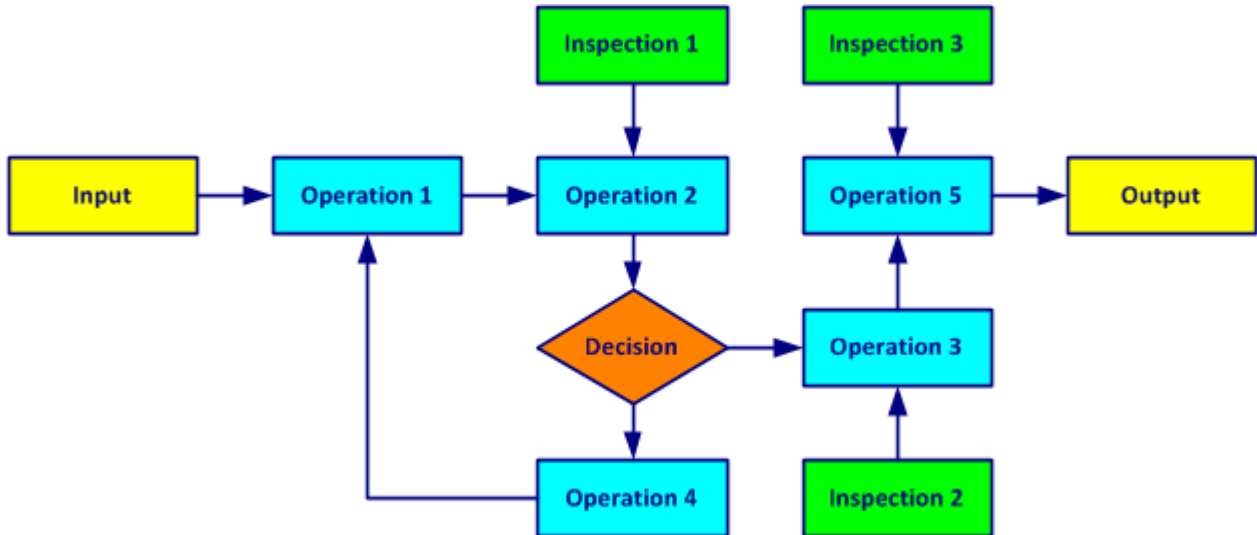 Inspection 1
Inspection 3
Input
Operation 1
Operation 2
Operation 5
Output
Decision
Operation 3
Operation 4
Inspection 2